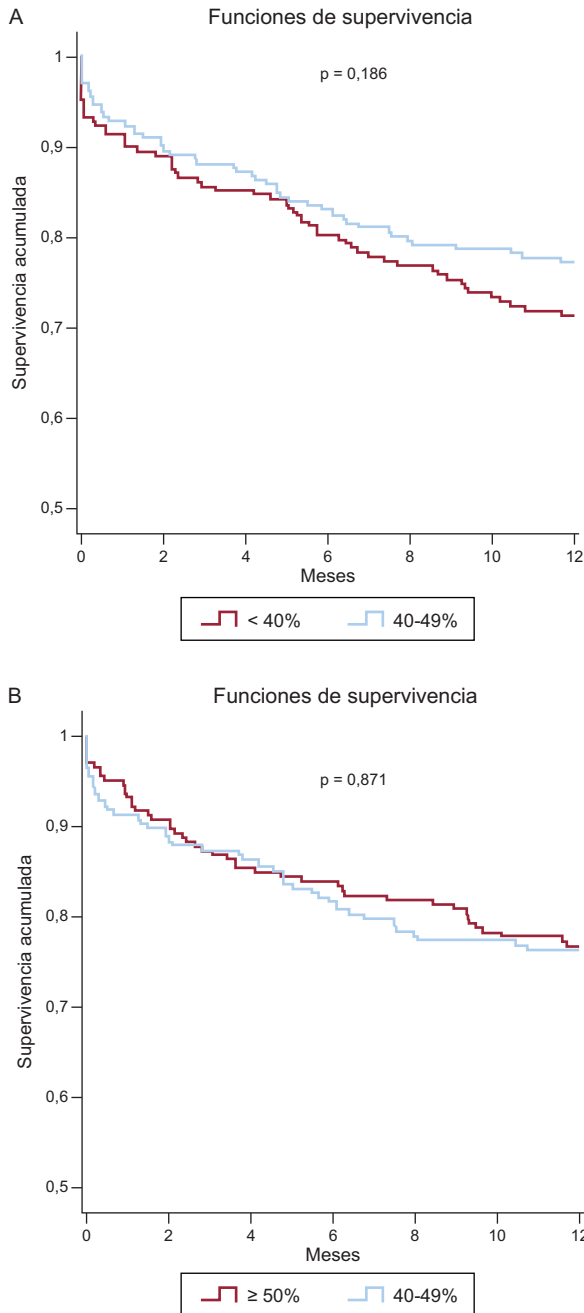 A
Funciones de supervivencia
1
0,9
0,8
0,7
0,6
0,5
Supervivencia acumulada
p = 0,186
0 2 4 6 8 10 12
Meses
< 40% 40-49%
B
Funciones de supervivencia
1
0,9
0,8
0,7
0,6
0,5
Supervivencia acumulada
p = 0,871
0 2 4 6 8 10 12
Meses
≥ 50% 40-49%